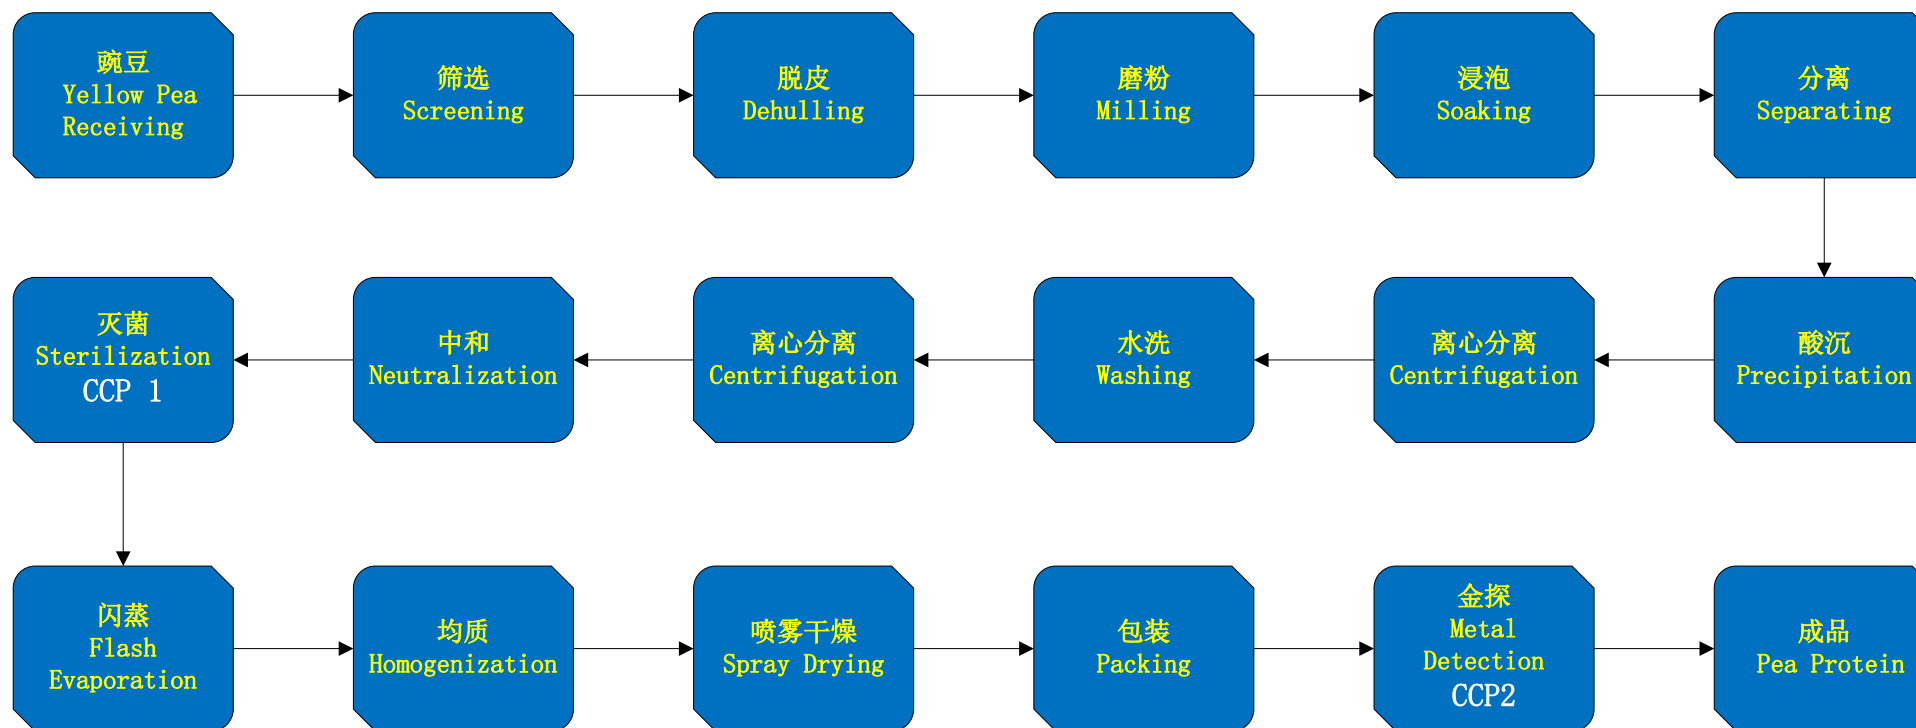 豌豆
Yellow Pea
Receiving
筛选
Screening
脱皮
Dehulling
磨粉
Milling
浸泡
Soaking
分离
Separating
酸沉
Precipitation
离心分离
Centrifugation
水洗
Washing
离心分离
Centrifugation
中和
Neutralization
灭菌
Sterilization
CCP 1
闪蒸
Flash
Evaporation
均质
Homogenization
喷雾干燥
Spray Drying
包装
Packing
金探
Metal
Detection
CCP2
成品
Pea Protein